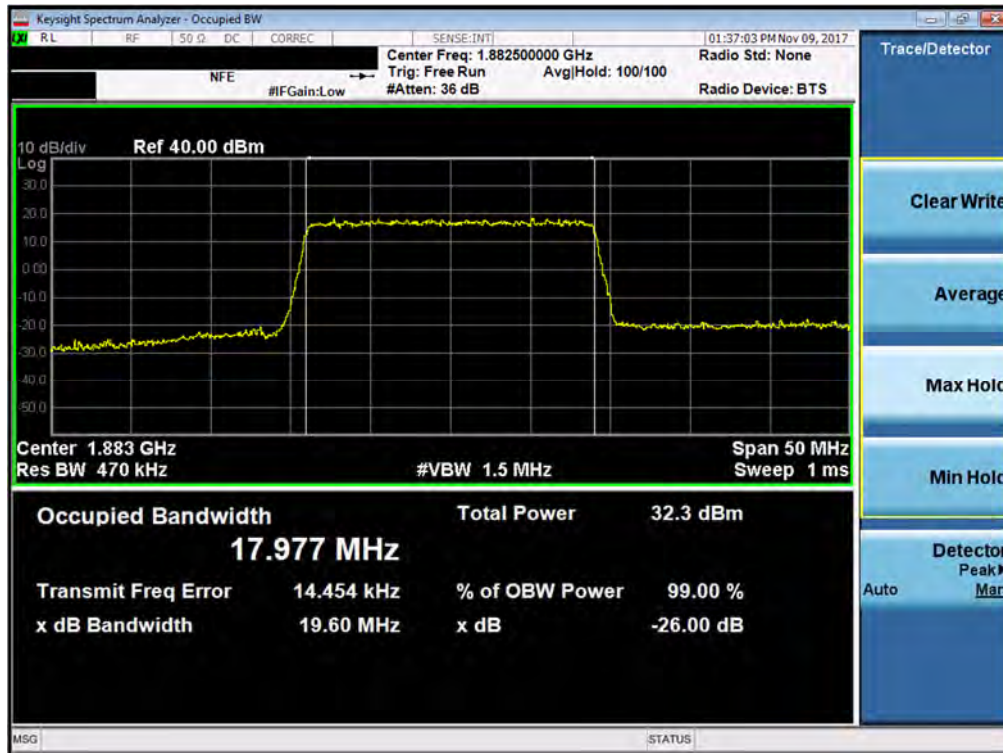 Keysight Spectrum Analyzer - Occupied BW
RL RF 50 Ω DC CORREC SENSE:INT 01:37:03 PM Nov 09, 2017
Center Freq: 1.882500000 GHz Radio Std: None
NFE Trig: Free Run Avg|Hold: 100/100
#IFGain:Low #Atten: 36 dB Radio Device: BTS
10 dB/div Ref 40.00 dBm
Log
30.0
20.0
10.0
0.00
-10.0
-20.0
-30.0
-40.0
-50.0
Center 1.883 GHz Span 50 MHz
Res BW 470 kHz #VBW 1.5 MHz Sweep 1 ms
Occupied Bandwidth Total Power 32.3 dBm
17.977 MHz
Transmit Freq Error 14.454 kHz % of OBW Power 99.00 %
x dB Bandwidth 19.60 MHz x dB -26.00 dB
MSG STATUS
Trace/Detector
Clear Write
Average
Max Hold
Min Hold
Detector
Peak
Auto Man